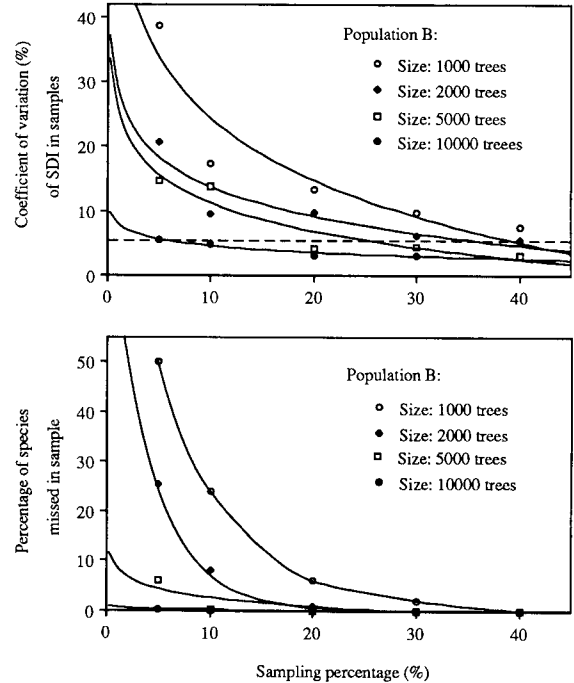 Coefficient of variation (%)
of SDI in samples
40
30
20
10
0
Population B:
Size: 1000 trees
Size: 2000 trees
Size: 5000 trees
Size: 10000 treees
0
10
20
30
40
Percentage of species
missed in sample
50
40
30
20
10
0
Population B:
Size: 1000 trees
Size: 2000 trees
Size: 5000 trees
Size: 10000 trees
0
10
20
30
40
Sampling percentage (%)